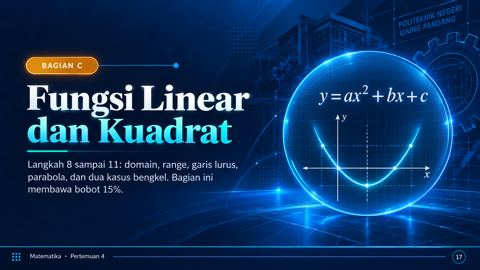 POLITEKNIK NEGERI
UJUNG PANDANG
BAGIAN C
Fungsi Linear
dan Kuadrat
Langkah 8 sampai 11: domain, range, garis lurus,
parabola, dan dua kasus bengkel. Bagian ini
membawa bobot 15%.
y = ax² + bx + c
y
x
Matematika • Pertemuan 4
17